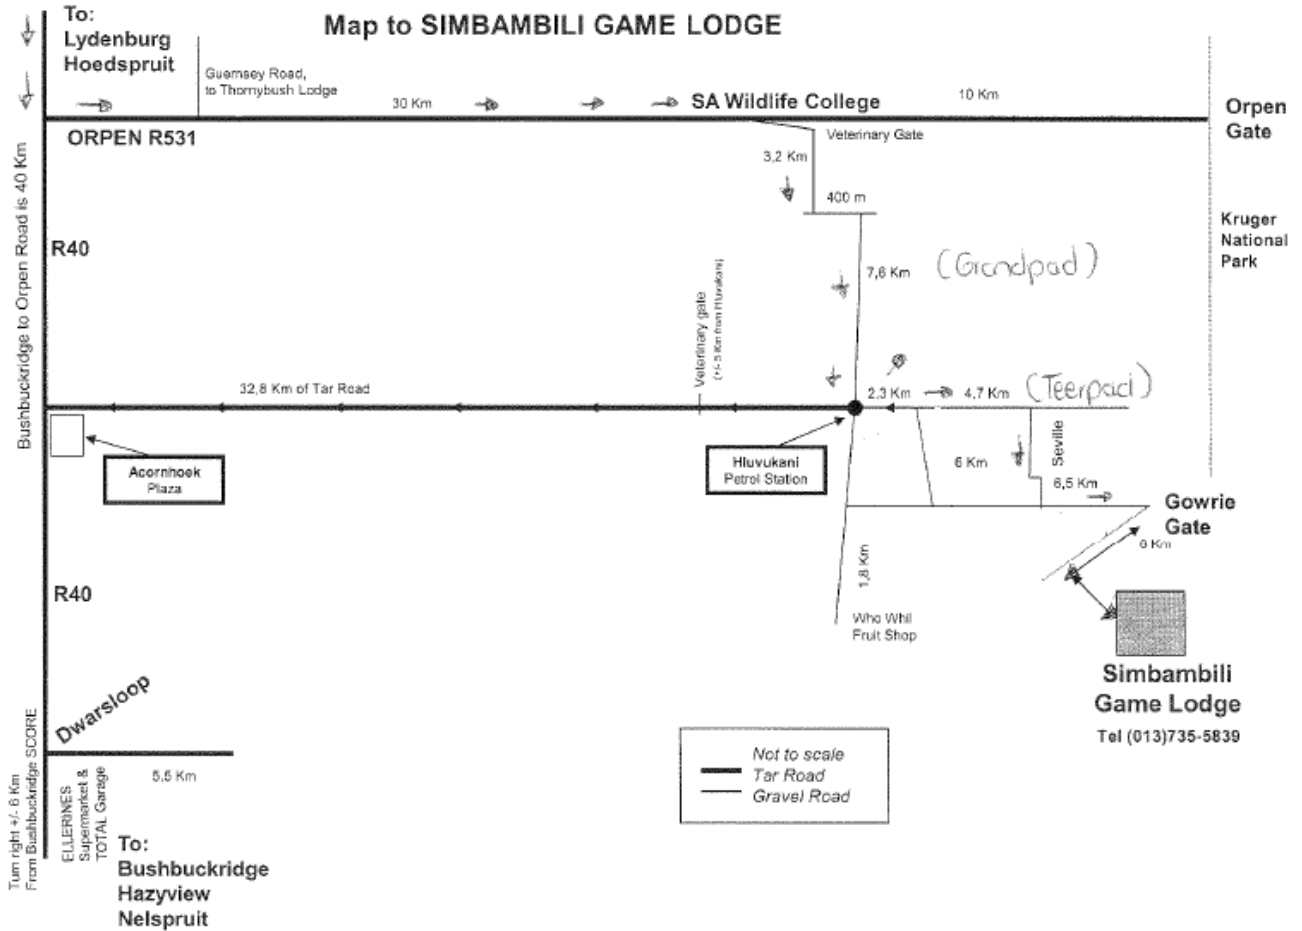 Map to SIMBAMBILI GAME LODGE
To:
Lydenburg
Hoedspruit
Guernsey Road,
to Thornybush Lodge
30 Km
SA Wildlife College
10 Km
Orpen
Gate
ORPEN R531
Veterinary Gate
3,2 Km
400 m
Bushbuckridge to Orpen Road is 40 Km
R40
Kruger
National
Park
7,6 Km
(Grondpad)
Veterinary gate
(+/- 5 Km from Hluvukani)
32,8 Km of Tar Road
2.3 Km
4.7 Km
(Teerpad)
Acornhoek
Plaza
Hluvukani
Petrol Station
6 Km
Seville
6,5 Km
Gowrie
Gate
6 Km
1,8 Km
R40
Who Whil
Fruit Shop
Simbambili
Game Lodge
Tel (013)735-5839
Dwarsloop
5,5 Km
Turn right +/- 6 Km
From Bushbuckridge SCORE
ELLERINES
Supermarket &
TOTAL Garage
Not to scale
Tar Road
Gravel Road
To:
Bushbuckridge
Hazyview
Nelspruit